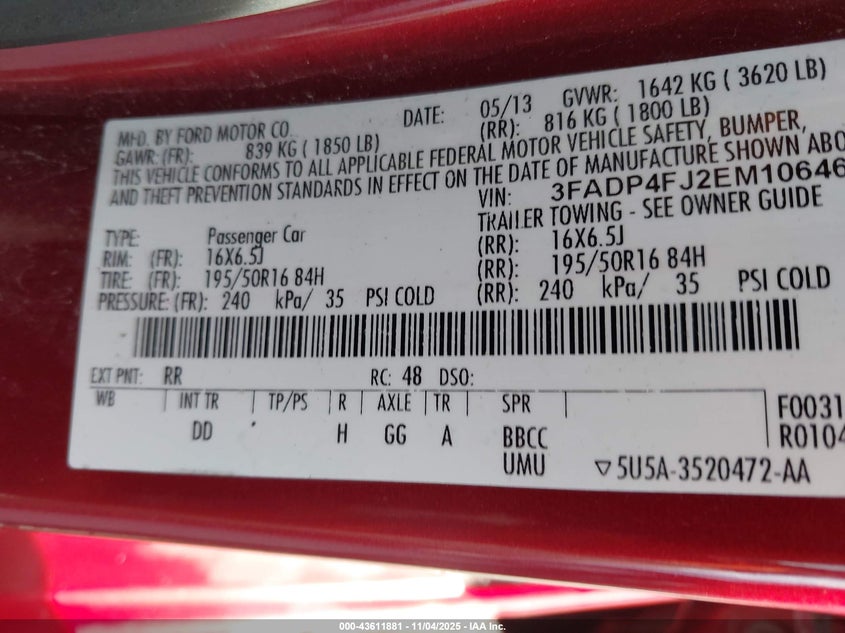 MFD. BY FORD MOTOR CO. DATE: 05/13 GVWR: 1642 KG ( 3620 LB)
GAWR: (FR): 839 KG ( 1850 LB) (RR): 816 KG ( 1800 LB)
THIS VEHICLE CONFORMS TO ALL APPLICABLE FEDERAL MOTOR VEHICLE SAFETY, BUMPER,
AND THEFT PREVENTION STANDARDS IN EFFECT ON THE DATE OF MANUFACTURE SHOWN ABO
VIN: 3FADP4FJ2EM10646
TRAILER TOWING - SEE OWNER GUIDE
TYPE: Passenger Car
RIM: (FR): 16X6.5J (RR): 16X6.5J
TIRE: (FR): 195/50R16 84H (RR): 195/50R16 84H
PRESSURE: (FR): 240 kPa/ 35 PSI COLD (RR): 240 kPa/ 35 PSI COLD
EXT PNT: RR RC: 48 DSO:
WB INT TR TP/PS R AXLE TR SPR F0031
DD H GG A BBCC R0104
UMU ▽5U5A-3520472-AA
000-43611881 - 11/04/2025 - IAA Inc.